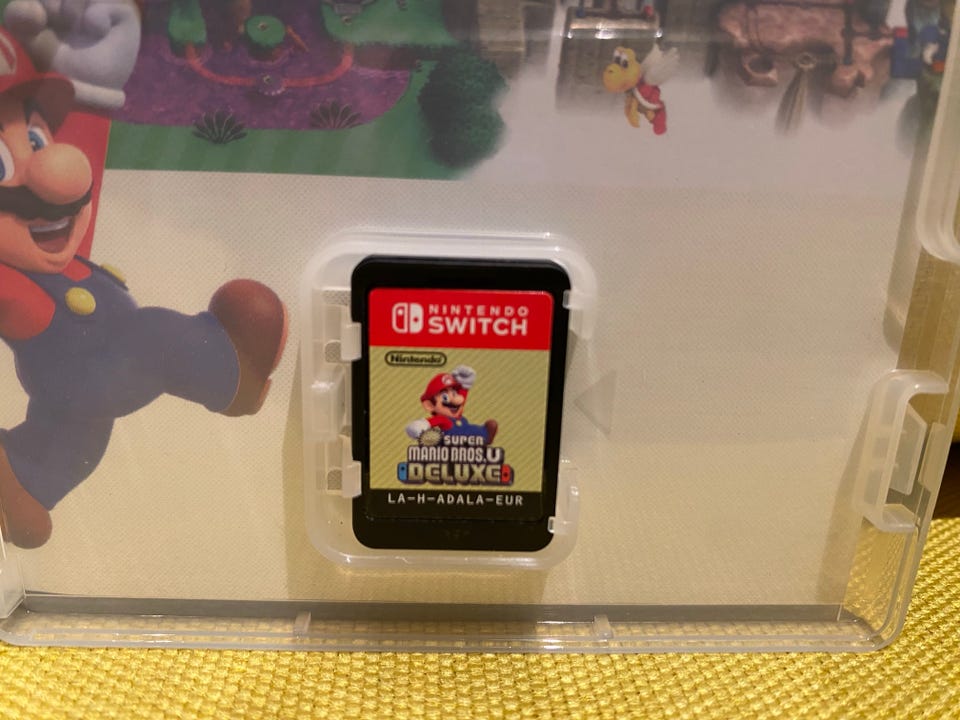 NINTENDO
SWITCH
Nintendo
SUPER
MARIO BROS.U
DELUXE
LA-H-ADALA-EUR